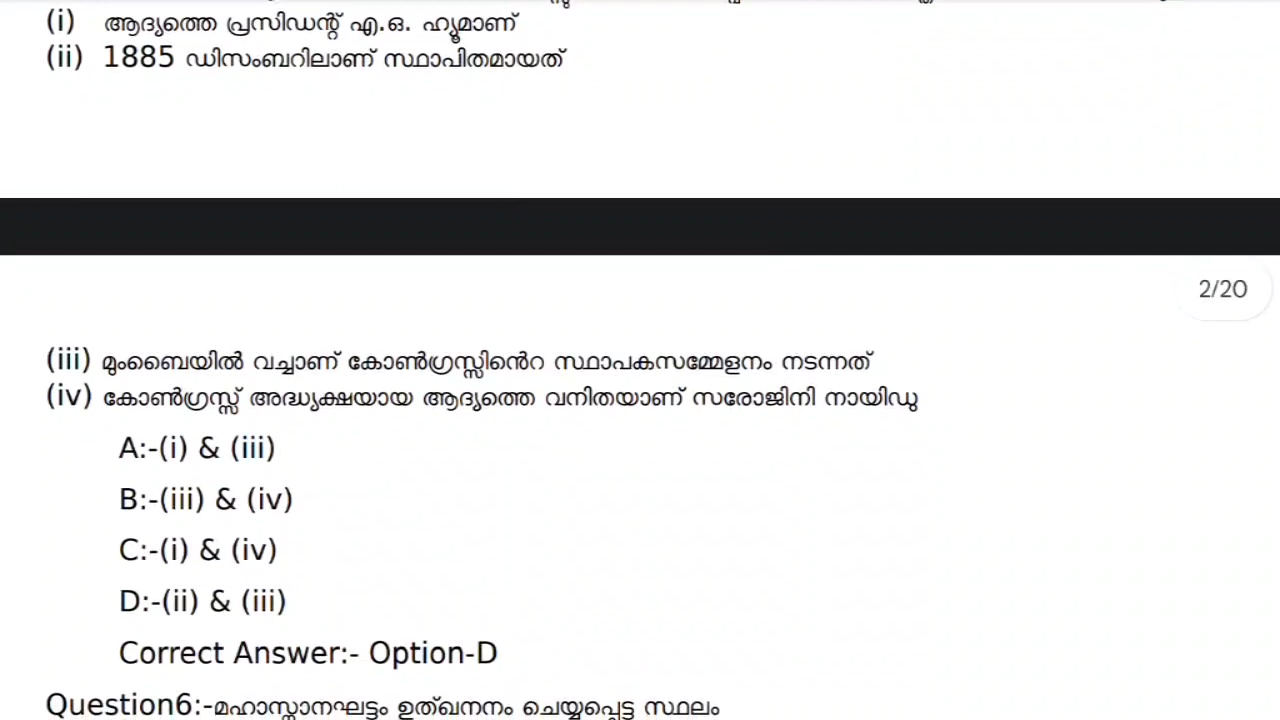 (i) ആദ്യത്തെ പ്രസിഡന്റ് എ.ഒ. ഹ്യൂമാണ്
(ii) 1885 ഡിസംബറിലാണ് സ്ഥാപിതമായത്
2/20
(iii) മുംബൈയിൽ വച്ചാണ് കോൺഗ്രസ്സിൻെറ സ്ഥാപകസമ്മേളനം നടന്നത്
(iv) കോൺഗ്രസ്സ് അദ്ധ്യക്ഷയായ ആദ്യത്തെ വനിതയാണ് സരോജിനി നായിഡു
A:-(i) & (iii)
B:-(iii) & (iv)
C:-(i) & (iv)
D:-(ii) & (iii)
Correct Answer:- Option-D
Question6:-മഹാസ്നാനഘട്ടം ഉത്ഖനനം ചെയ്യപ്പെട്ട സ്ഥലം